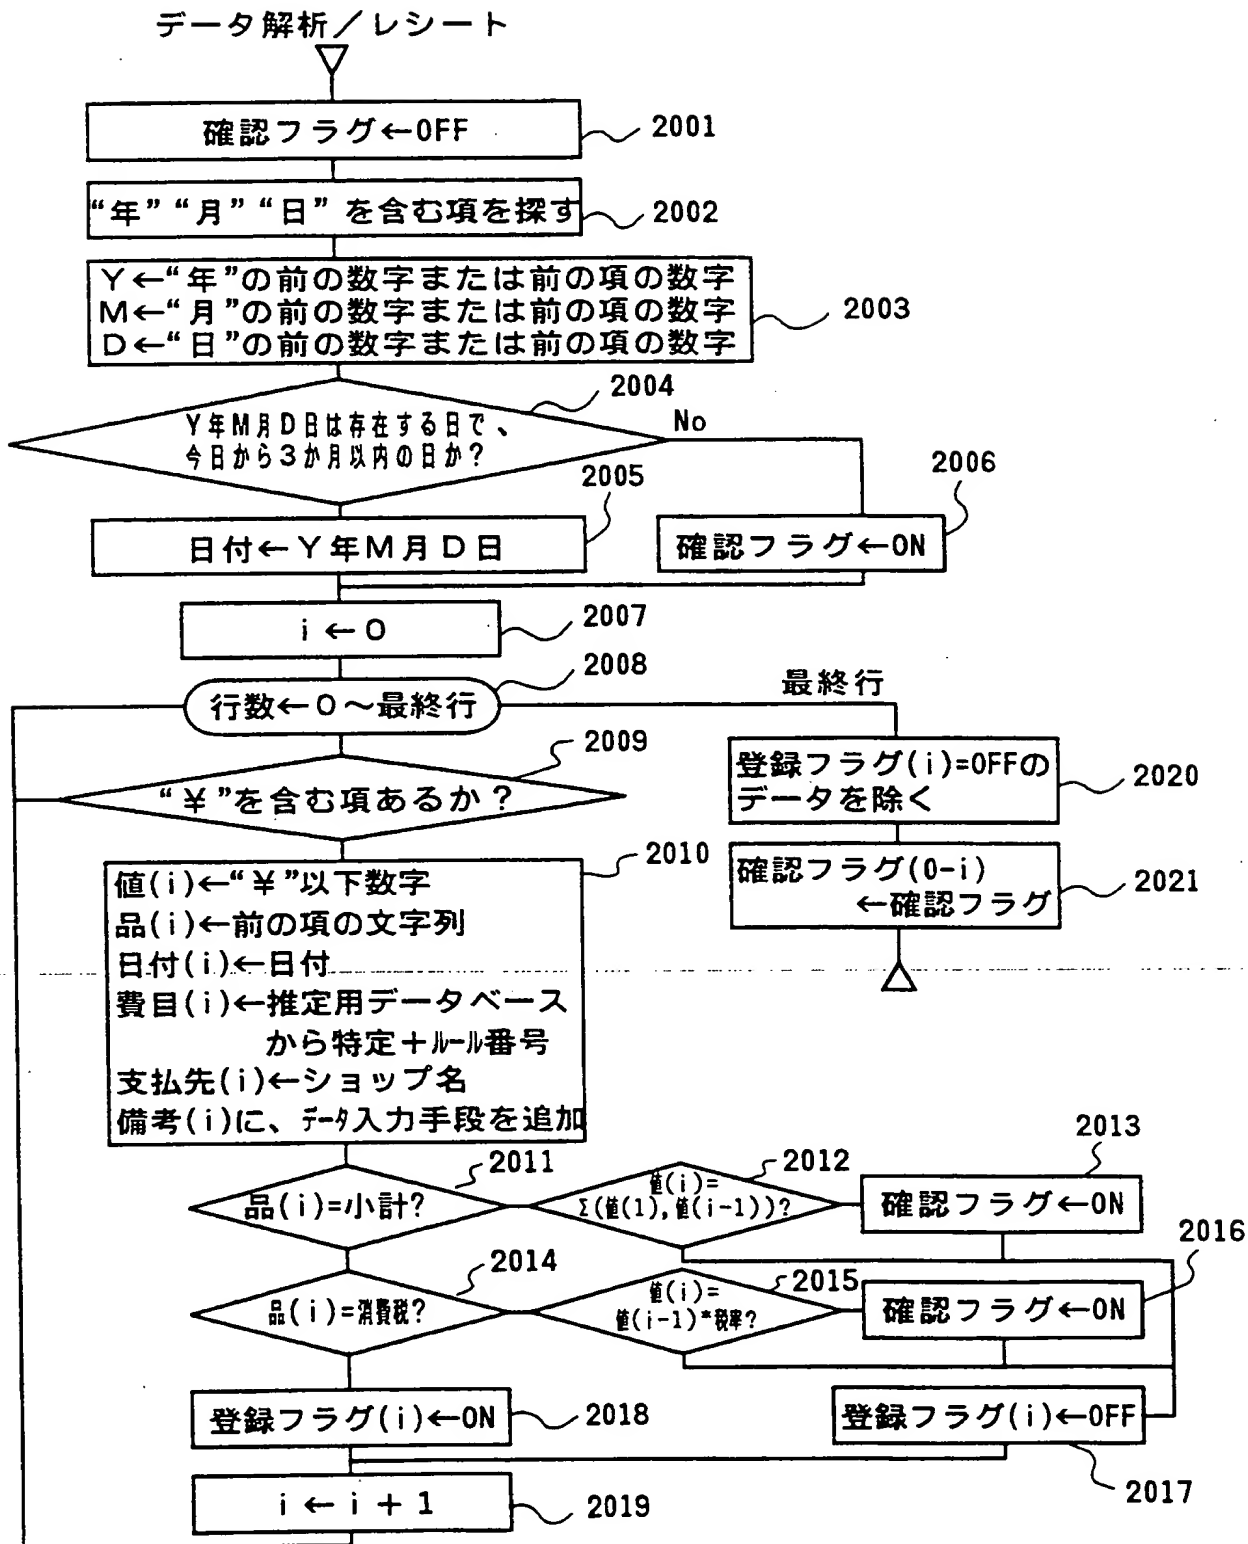 データ解析／レシート
確認フラグ←OFF
2001
“年”“月”“日”を含む項を探す
2002
Y←“年”の前の数字または前の項の数字
M←“月”の前の数字または前の項の数字
D←“日”の前の数字または前の項の数字
2003
2004
Y年M月D日は存在する日で、
今日から3か月以内の日か?
No
2005
2006
日付←Y年M月D日
確認フラグ←ON
i←0
2007
2008
行数←0～最終行
最終行
2009
“¥”を含む項あるか?
登録フラグ(i)=OFFの
データを除く
2020
2010
値(i)←“¥”以下数字
品(i)←前の項の文字列
日付(i)←日付
費目(i)←推定用データベース
から特定＋ルール番号
支払先(i)←ショップ名
備考(i)に、データ入力手段を追加
確認フラグ(0-i)
←確認フラグ
2021
2011
品(i)=小計?
2012
値(i)=
Σ(値(1),値(i-1))?
2013
確認フラグ←ON
2014
品(i)=消費税?
2015
値(i)=
値(i-1)*税率?
2016
確認フラグ←ON
登録フラグ(i)←ON
2018
登録フラグ(i)←OFF
2017
i←i+1
2019